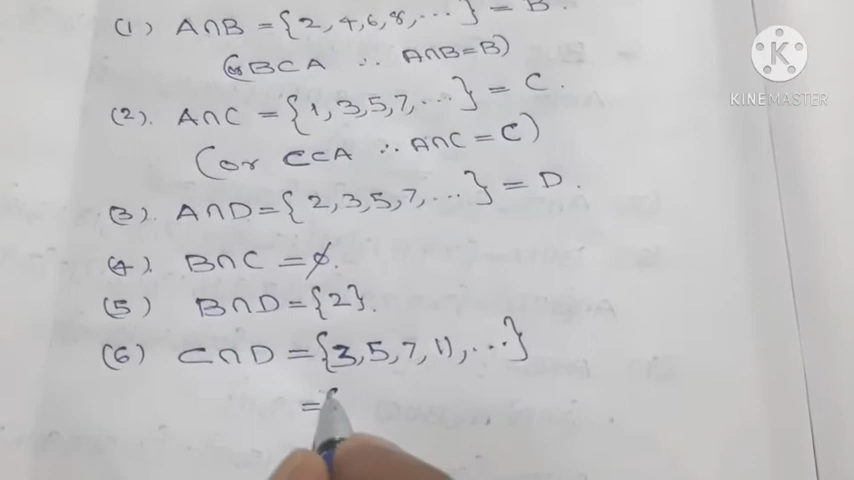 (1) A∩B = {2, 4, 6, 8, ...} = B.
(or B⊂A ∴ A∩B = B)
(2). A∩C = {1, 3, 5, 7, ...} = C.
(or C⊂A ∴ A∩C = C)
(3). A∩D = {2, 3, 5, 7, ...} = D.
(4). B∩C = ∅.
(5) B∩D = {2}.
(6) C∩D = {3, 5, 7, 11, ...}
= {
K
KINEMASTER